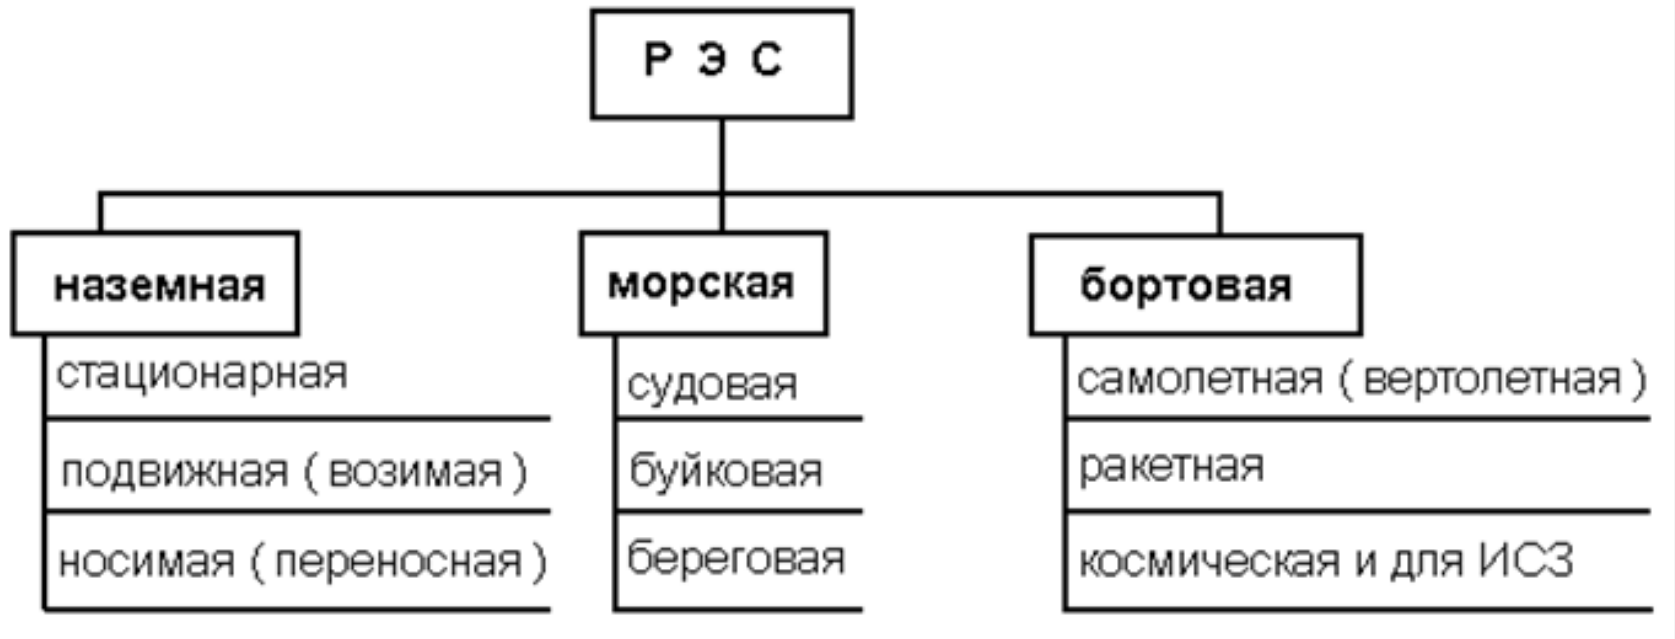 Р Э С
наземная
стационарная
подвижная ( возимая )
носимая ( переносная )
морская
судовая
буйковая
береговая
бортовая
самолетная ( вертолетная )
ракетная
космическая и для ИСЗ